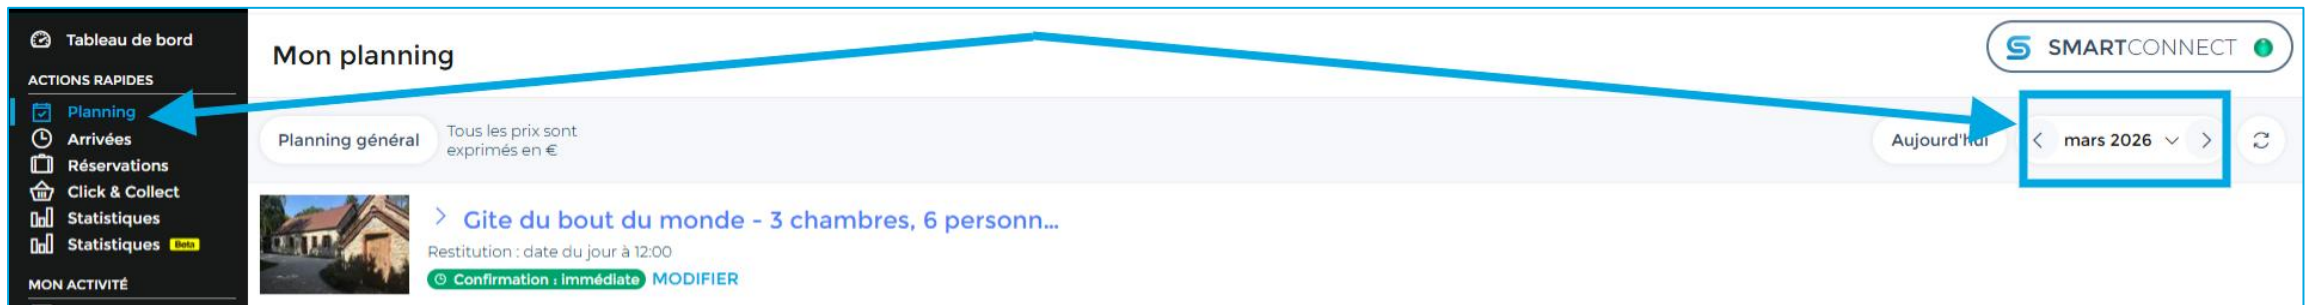 Tableau de bord
ACTIONS RAPIDES
Planning
Arrivées
Réservations
Click & Collect
Statistiques
Statistiques Beta
MON ACTIVITÉ
Mon planning
SMARTCONNECT
Planning général
Tous les prix sont
exprimés en €
Aujourd'hui
mars 2026
Gite du bout du monde - 3 chambres, 6 personn...
Restitution : date du jour à 12:00
Confirmation : immédiate MODIFIER